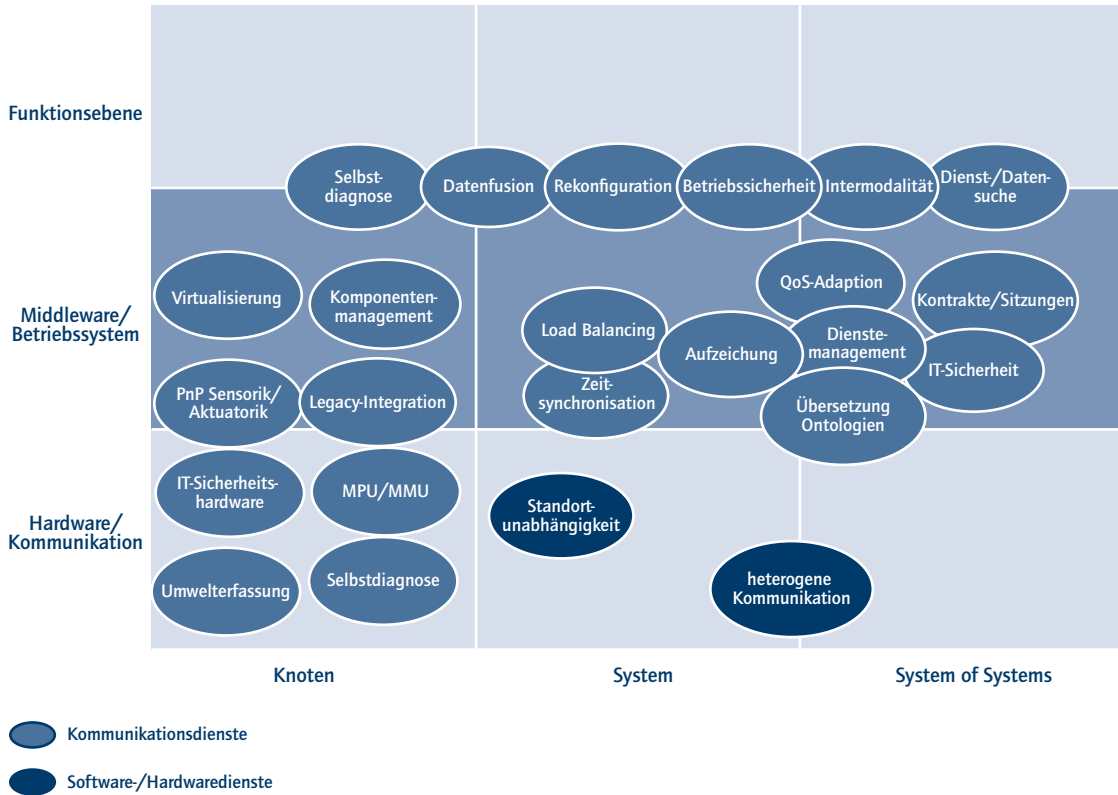 Funktionsebene
Selbst-
diagnose
Datenfusion
Rekonfiguration
Betriebssicherheit
Intermodalität
Dienst-/Daten-
suche
Middleware/
Betriebssystem
Virtualisierung
Komponenten-
management
QoS-Adaption
Kontrakte/Sitzungen
Load Balancing
Aufzeichung
Dienste-
management
IT-Sicherheit
PnP Sensorik/
Aktuatorik
Legacy-Integration
Zeit-
synchronisation
Übersetzung
Ontologien
Hardware/
Kommunikation
IT-Sicherheits-
hardware
MPU/MMU
Standort-
unabhängigkeit
Umwelterfassung
Selbstdiagnose
heterogene
Kommunikation
Knoten
System
System of Systems
Kommunikationsdienste
Software-/Hardwaredienste